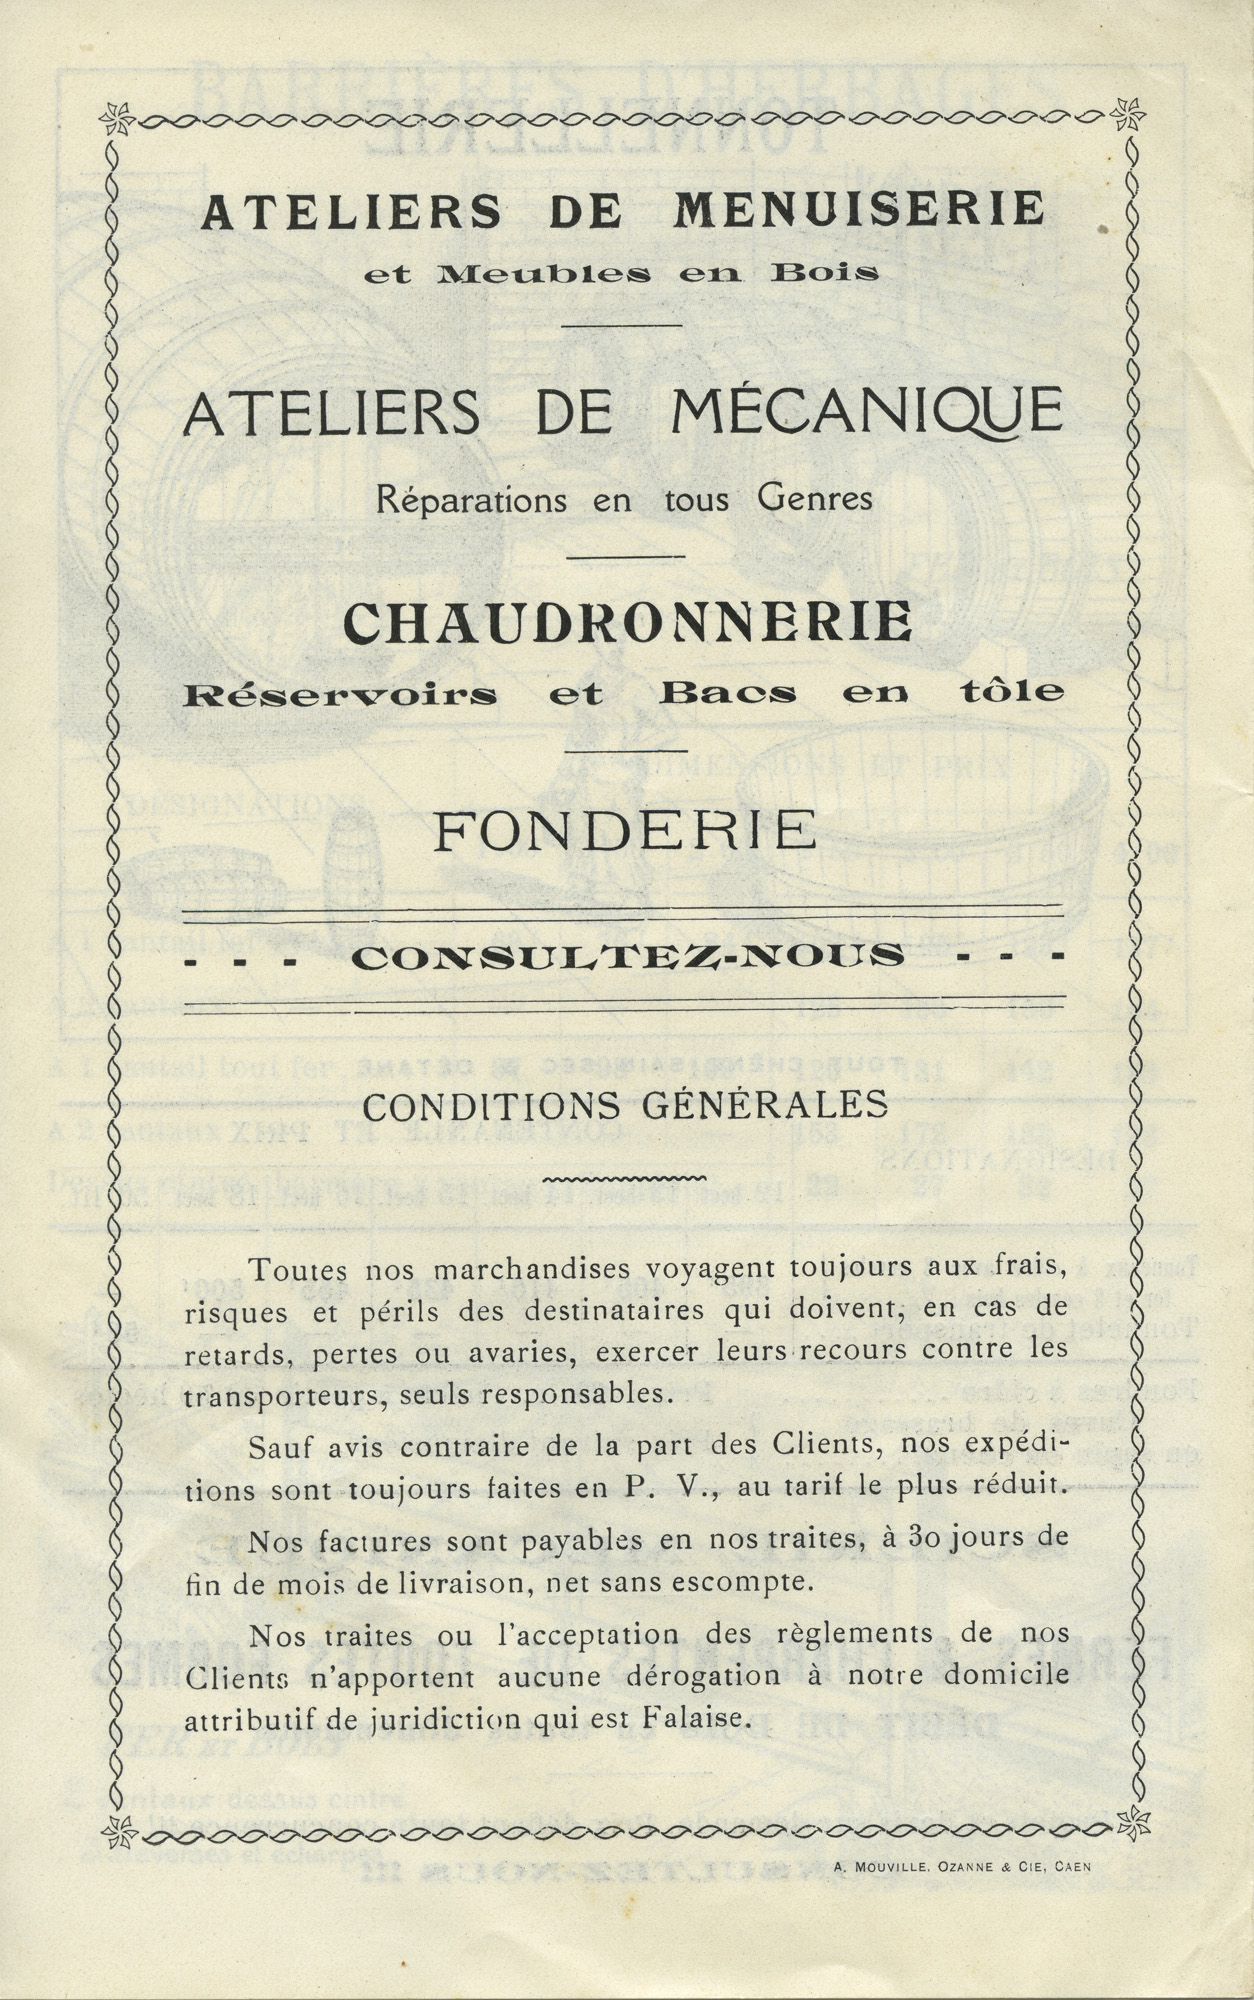 ATELIERS DE MENUISERIE
et Meubles en Bois
ATELIERS DE MÉCANIQUE
Réparations en tous Genres
CHAUDRONNERIE
Réservoirs et Bacs en tôle
FONDERIE
- - - CONSULTEZ-NOUS - - -
CONDITIONS GÉNÉRALES
Toutes nos marchandises voyagent toujours aux frais,
risques et périls des destinataires qui doivent, en cas de
retards, pertes ou avaries, exercer leurs recours contre les
transporteurs, seuls responsables.
Sauf avis contraire de la part des Clients, nos expédi-
tions sont toujours faites en P. V., au tarif le plus réduit.
Nos factures sont payables en nos traites, à 30 jours de
fin de mois de livraison, net sans escompte.
Nos traites ou l'acceptation des règlements de nos
Clients n'apportent aucune dérogation à notre domicile
attributif de juridiction qui est Falaise.
A. MOUVILLE, OZANNE & CIE, CAEN